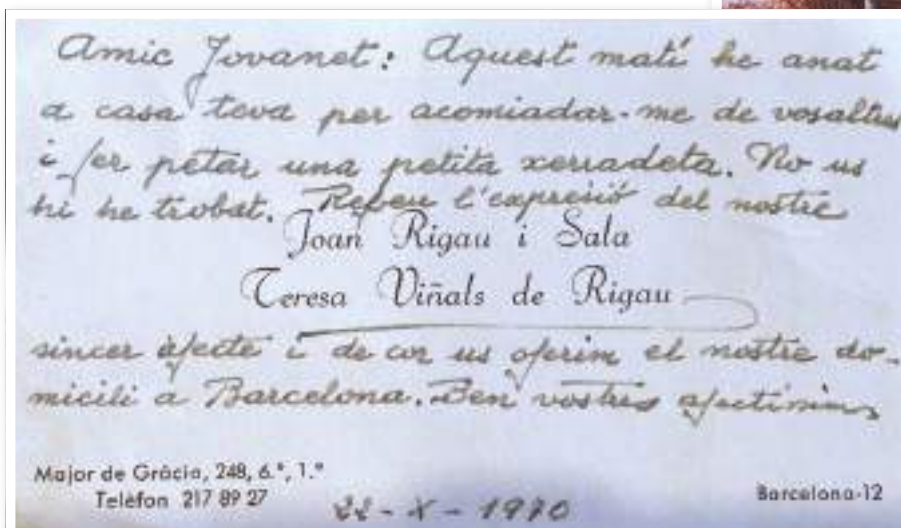 Amic Jovanet: Aquest matí he anat
a casa teva per acomiadar-me de vosaltres
i fer petar una petita xerradeta. No us
hi he trobat. Rebeu l'expresió del nostre
Joan Rigau i Sala
Teresa Viñals de Rigau
sincer afecte i de cor us oferim el nostre do-
micili a Barcelona. Ben vostres afectíssims
Major de Gràcia, 248, 6.º, 1.º
Telèfon 217 89 27
22-X-1970
Barcelona-12